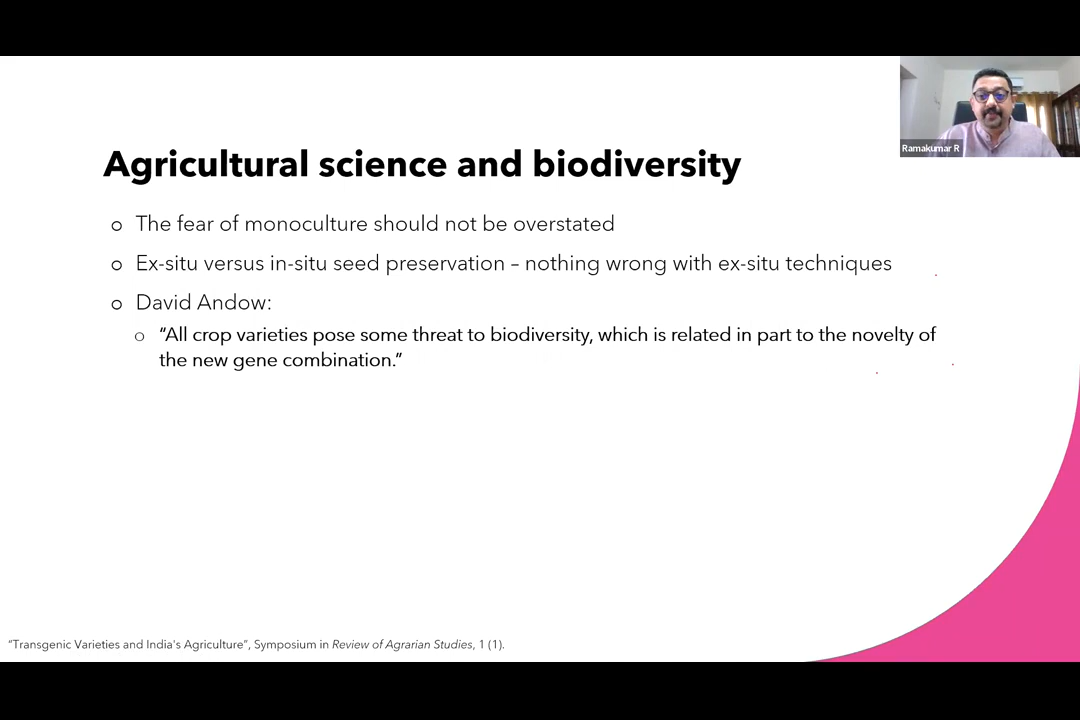 Ramakumar R
Agricultural science and biodiversity
o The fear of monoculture should not be overstated
o Ex-situ versus in-situ seed preservation – nothing wrong with ex-situ techniques
o David Andow:
o “All crop varieties pose some threat to biodiversity, which is related in part to the novelty of
the new gene combination.”
“Transgenic Varieties and India's Agriculture”, Symposium in Review of Agrarian Studies, 1 (1).